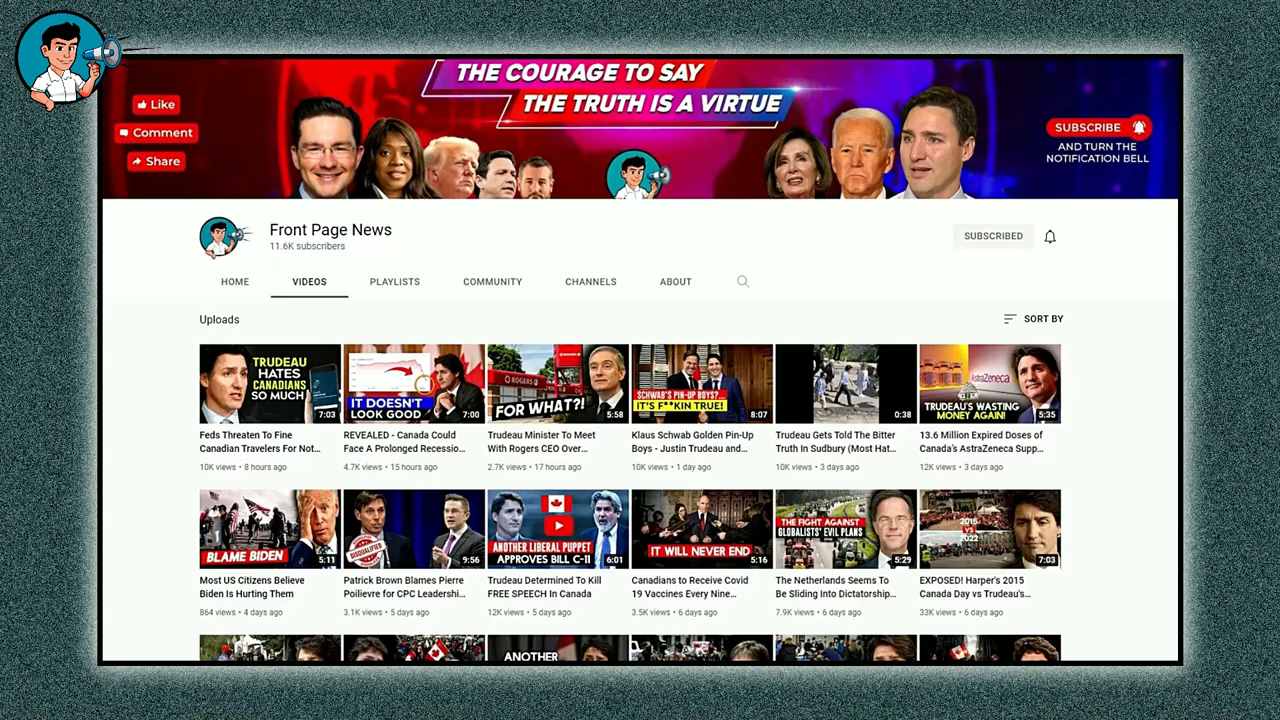 THE COURAGE TO SAY
THE TRUTH IS A VIRTUE
Like
Comment
Share
SUBSCRIBE
AND TURN THE
NOTIFICATION BELL
Front Page News
11.6K subscribers
SUBSCRIBED
HOME VIDEOS PLAYLISTS COMMUNITY CHANNELS ABOUT
Uploads
SORT BY
TRUDEAU
HATES
CANADIANS
SO MUCH
7:03
IT DOESN'T
LOOK GOOD
7:00
ROGERS
FOR WHAT?!
5:58
SCHWAB'S PIN-UP BOYS?...
IT'S F**KIN TRUE!
8:07
0:38
AstraZeneca
TRUDEAU'S WASTING
MONEY AGAIN!
5:35
Feds Threaten To Fine
Canadian Travelers For Not...
10K views • 8 hours ago
REVEALED - Canada Could
Face A Prolonged Recessio...
4.7K views • 15 hours ago
Trudeau Minister To Meet
With Rogers CEO Over...
2.7K views • 17 hours ago
Klaus Schwab Golden Pin-Up
Boys - Justin Trudeau and...
10K views • 1 day ago
Trudeau Gets Told The Bitter
Truth In Sudbury (Most Hat...
10K views • 3 days ago
13.6 Million Expired Doses of
Canada's AstraZeneca Supp...
12K views • 3 days ago
BLAME BIDEN
5:11
DISQUALIFIED
9:56
ANOTHER LIBERAL PUPPET
APPROVES BILL C-11
6:01
IT WILL NEVER END
5:16
THE FIGHT AGAINST
GLOBALISTS' EVIL PLANS
5:29
2015
VS
2022
7:03
Most US Citizens Believe
Biden Is Hurting Them
864 views • 4 days ago
Patrick Brown Blames Pierre
Poilievre for CPC Leadershi...
3.1K views • 5 days ago
Trudeau Determined To Kill
FREE SPEECH In Canada
12K views • 5 days ago
Canadians to Receive Covid
19 Vaccines Every Nine...
3.5K views • 6 days ago
The Netherlands Seems To
Be Sliding Into Dictatorship...
7.9K views • 6 days ago
EXPOSED! Harper's 2015
Canada Day vs Trudeau's...
33K views • 6 days ago
ANOTHER